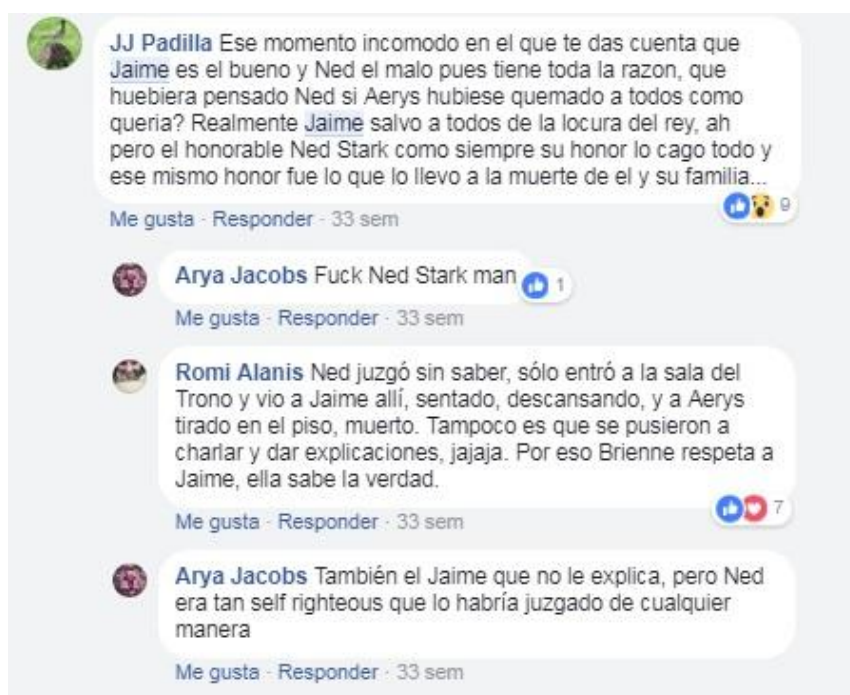 JJ Padilla Ese momento incomodo en el que te das cuenta que
Jaime es el bueno y Ned el malo pues tiene toda la razon, que
huebiera pensado Ned si Aerys hubiese quemado a todos como
queria? Realmente Jaime salvo a todos de la locura del rey, ah
pero el honorable Ned Stark como siempre su honor lo cago todo y
ese mismo honor fue lo que lo llevo a la muerte de el y su familia...
9
Me gusta · Responder · 33 sem
Arya Jacobs Fuck Ned Stark man
1
Me gusta · Responder · 33 sem
Romi Alanis Ned juzgó sin saber, sólo entró a la sala del
Trono y vio a Jaime allí, sentado, descansando, y a Aerys
tirado en el piso, muerto. Tampoco es que se pusieron a
charlar y dar explicaciones, jajaja. Por eso Brienne respeta a
Jaime, ella sabe la verdad.
7
Me gusta · Responder · 33 sem
Arya Jacobs También el Jaime que no le explica, pero Ned
era tan self righteous que lo habría juzgado de cualquier
manera
Me gusta · Responder · 33 sem